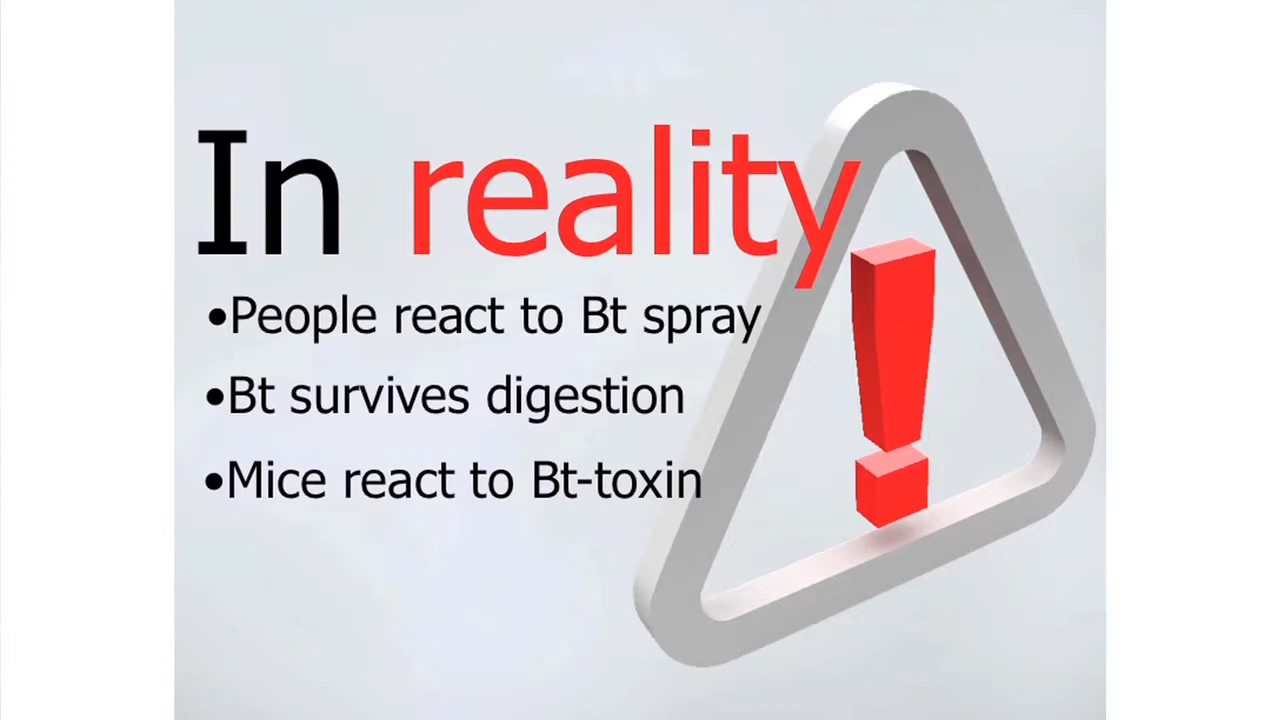 In reality
•People react to Bt spray
•Bt survives digestion
•Mice react to Bt-toxin